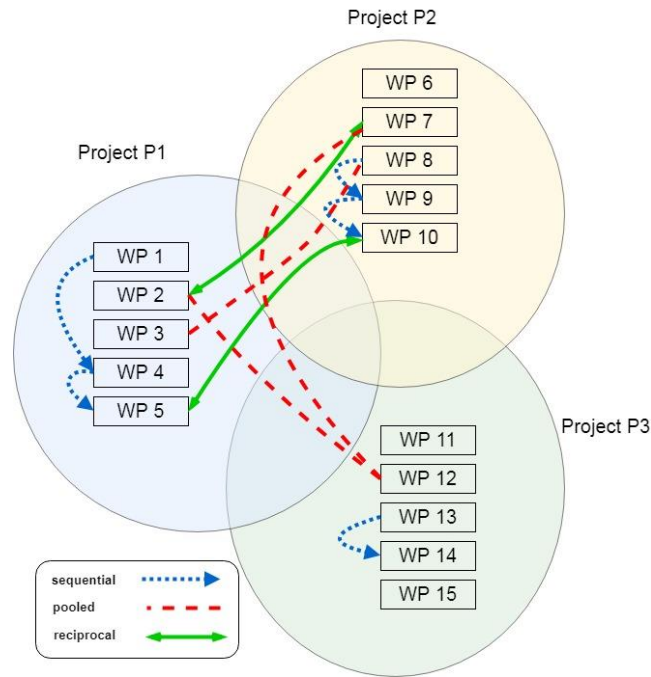 Project P2
WP 6
WP 7
WP 8
WP 9
WP 10
Project P1
WP 1
WP 2
WP 3
WP 4
WP 5
Project P3
WP 11
WP 12
WP 13
WP 14
WP 15
sequential
pooled
reciprocal